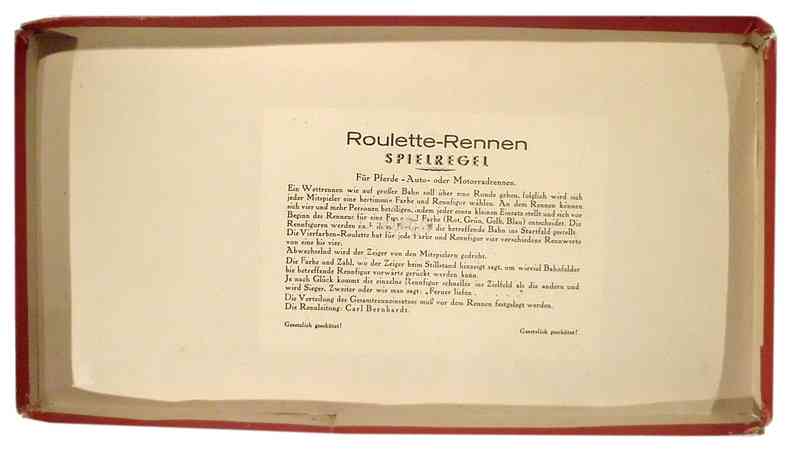 Roulette-Rennen
SPIELREGEL
Für Pferde -Auto- oder Motorradrennen.
Ein Wettrennen wie auf großer Bahn soll über eine Runde gehen, folglich wird sich
jeder Mitspieler eine bestimmte Farbe und Rennfigur wählen. An dem Rennen können
sich vier und mehr Personen beteiligen, indem jeder einen kleinen Einsatz stellt und sich vor
Beginn des Rennens für eine Farbe (Rot, Grün, Gelb, Blau) entscheidet. Die
Rennfiguren werden die betreffende Bahn ins Startfeld gestellt.
Die Vierfarben-Roulette hat für jede Farbe und Rennfigur vier verschiedene Rennwerte
von eins bis vier.
Abwechselnd wird der Zeiger von den Mitspielern gedreht.
Die Farbe und Zahl, wo der Zeiger beim Stillstand hinzeigt sagt, um wieviel Bahnfelder
die betreffende Rennfigur vorwärts gerückt werden kann.
Je nach Glück kommt die einzelne Rennfigur schneller ins Zielfeld als die andern und
wird Sieger, Zweiter oder wie man sagt: „Ferner liefen
Die Verteilung des Gesamtrenneinsatzes muß vor dem Rennen festgelegt werden.
Die Rennleitung: Carl Bernhardt.
Gesetzlich geschützt!
Gesetzlich geschützt!